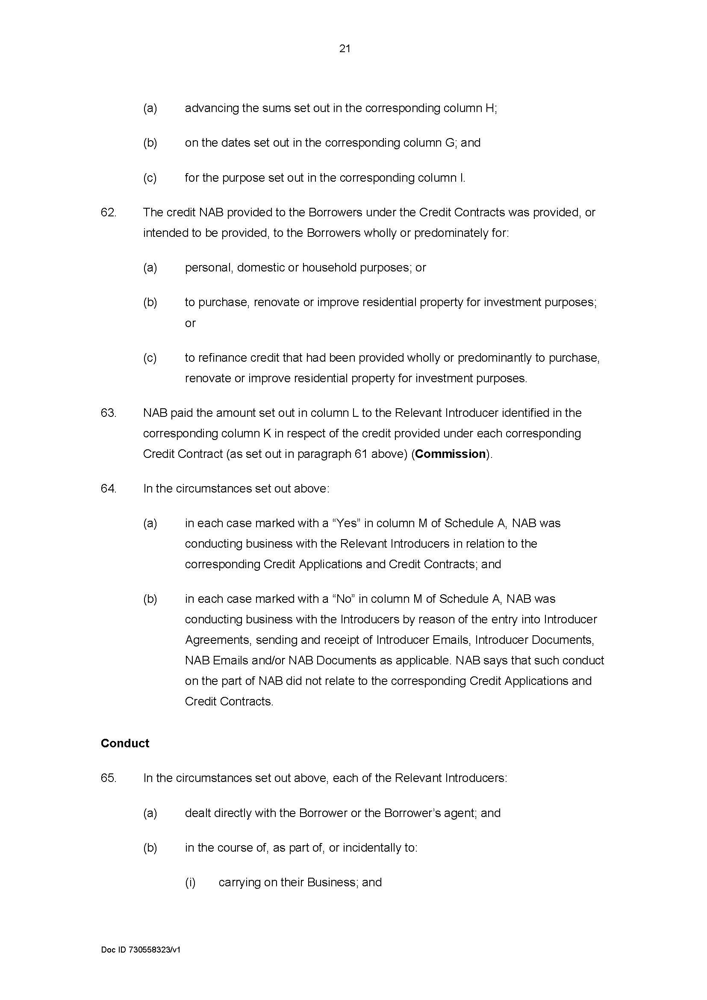 21
(a) advancing the sums set out in the corresponding column H;
(b) on the dates set out in the corresponding column G; and
(c) for the purpose set out in the corresponding column I.
62. The credit NAB provided to the Borrowers under the Credit Contracts was provided, or
intended to be provided, to the Borrowers wholly or predominately for:
(a) personal, domestic or household purposes; or
(b) to purchase, renovate or improve residential property for investment purposes;
or
(c) to refinance credit that had been provided wholly or predominantly to purchase,
renovate or improve residential property for investment purposes.
63. NAB paid the amount set out in column L to the Relevant Introducer identified in the
corresponding column K in respect of the credit provided under each corresponding
Credit Contract (as set out in paragraph 61 above) (Commission).
64. In the circumstances set out above:
(a) in each case marked with a “Yes” in column M of Schedule A, NAB was
conducting business with the Relevant Introducers in relation to the
corresponding Credit Applications and Credit Contracts; and
(b) in each case marked with a “No” in column M of Schedule A, NAB was
conducting business with the Introducers by reason of the entry into Introducer
Agreements, sending and receipt of Introducer Emails, Introducer Documents,
NAB Emails and/or NAB Documents as applicable. NAB says that such conduct
on the part of NAB did not relate to the corresponding Credit Applications and
Credit Contracts.
Conduct
65. In the circumstances set out above, each of the Relevant Introducers:
(a) dealt directly with the Borrower or the Borrower’s agent; and
(b) in the course of, as part of, or incidentally to:
(i) carrying on their Business; and
Doc ID 730558323/v1